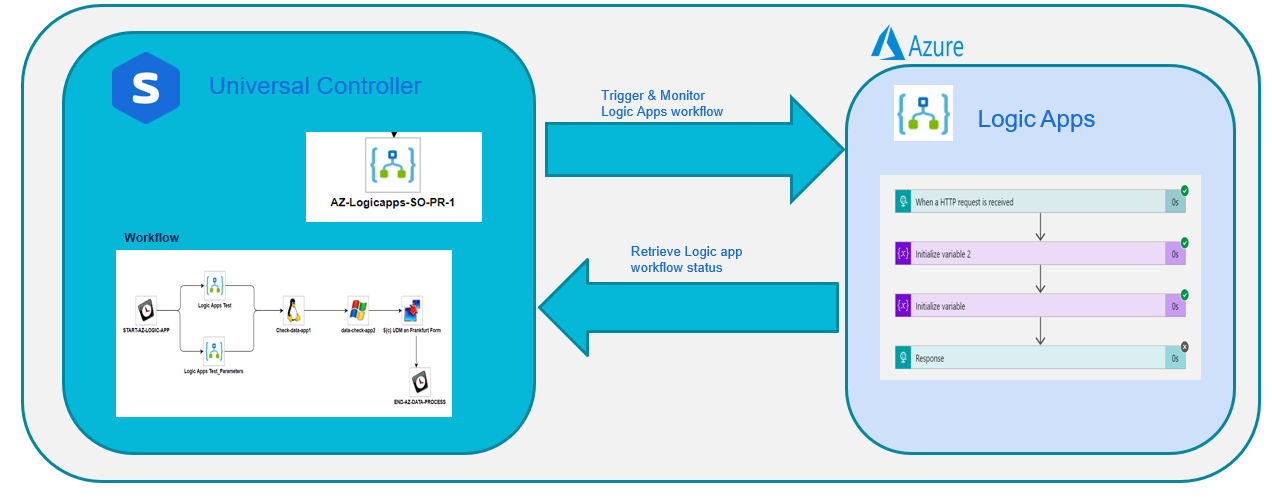 S
Universal Controller
AZ-Logicapps-SO-PR-1
Workflow
START-AZ-LOGIC-APP
Logic Apps Test
Logic Apps Test_Parameters
Check-data-app1
data-check-app2
UDM on Frankfurt Form
END-AZ-DATA-PROCESS
Trigger & Monitor
Logic Apps workflow
Retrieve Logic app
workflow status
Azure
Logic Apps
When a HTTP request is received
0s
{x}
Initialize variable 2
0s
{x}
Initialize variable
0s
Response
0s